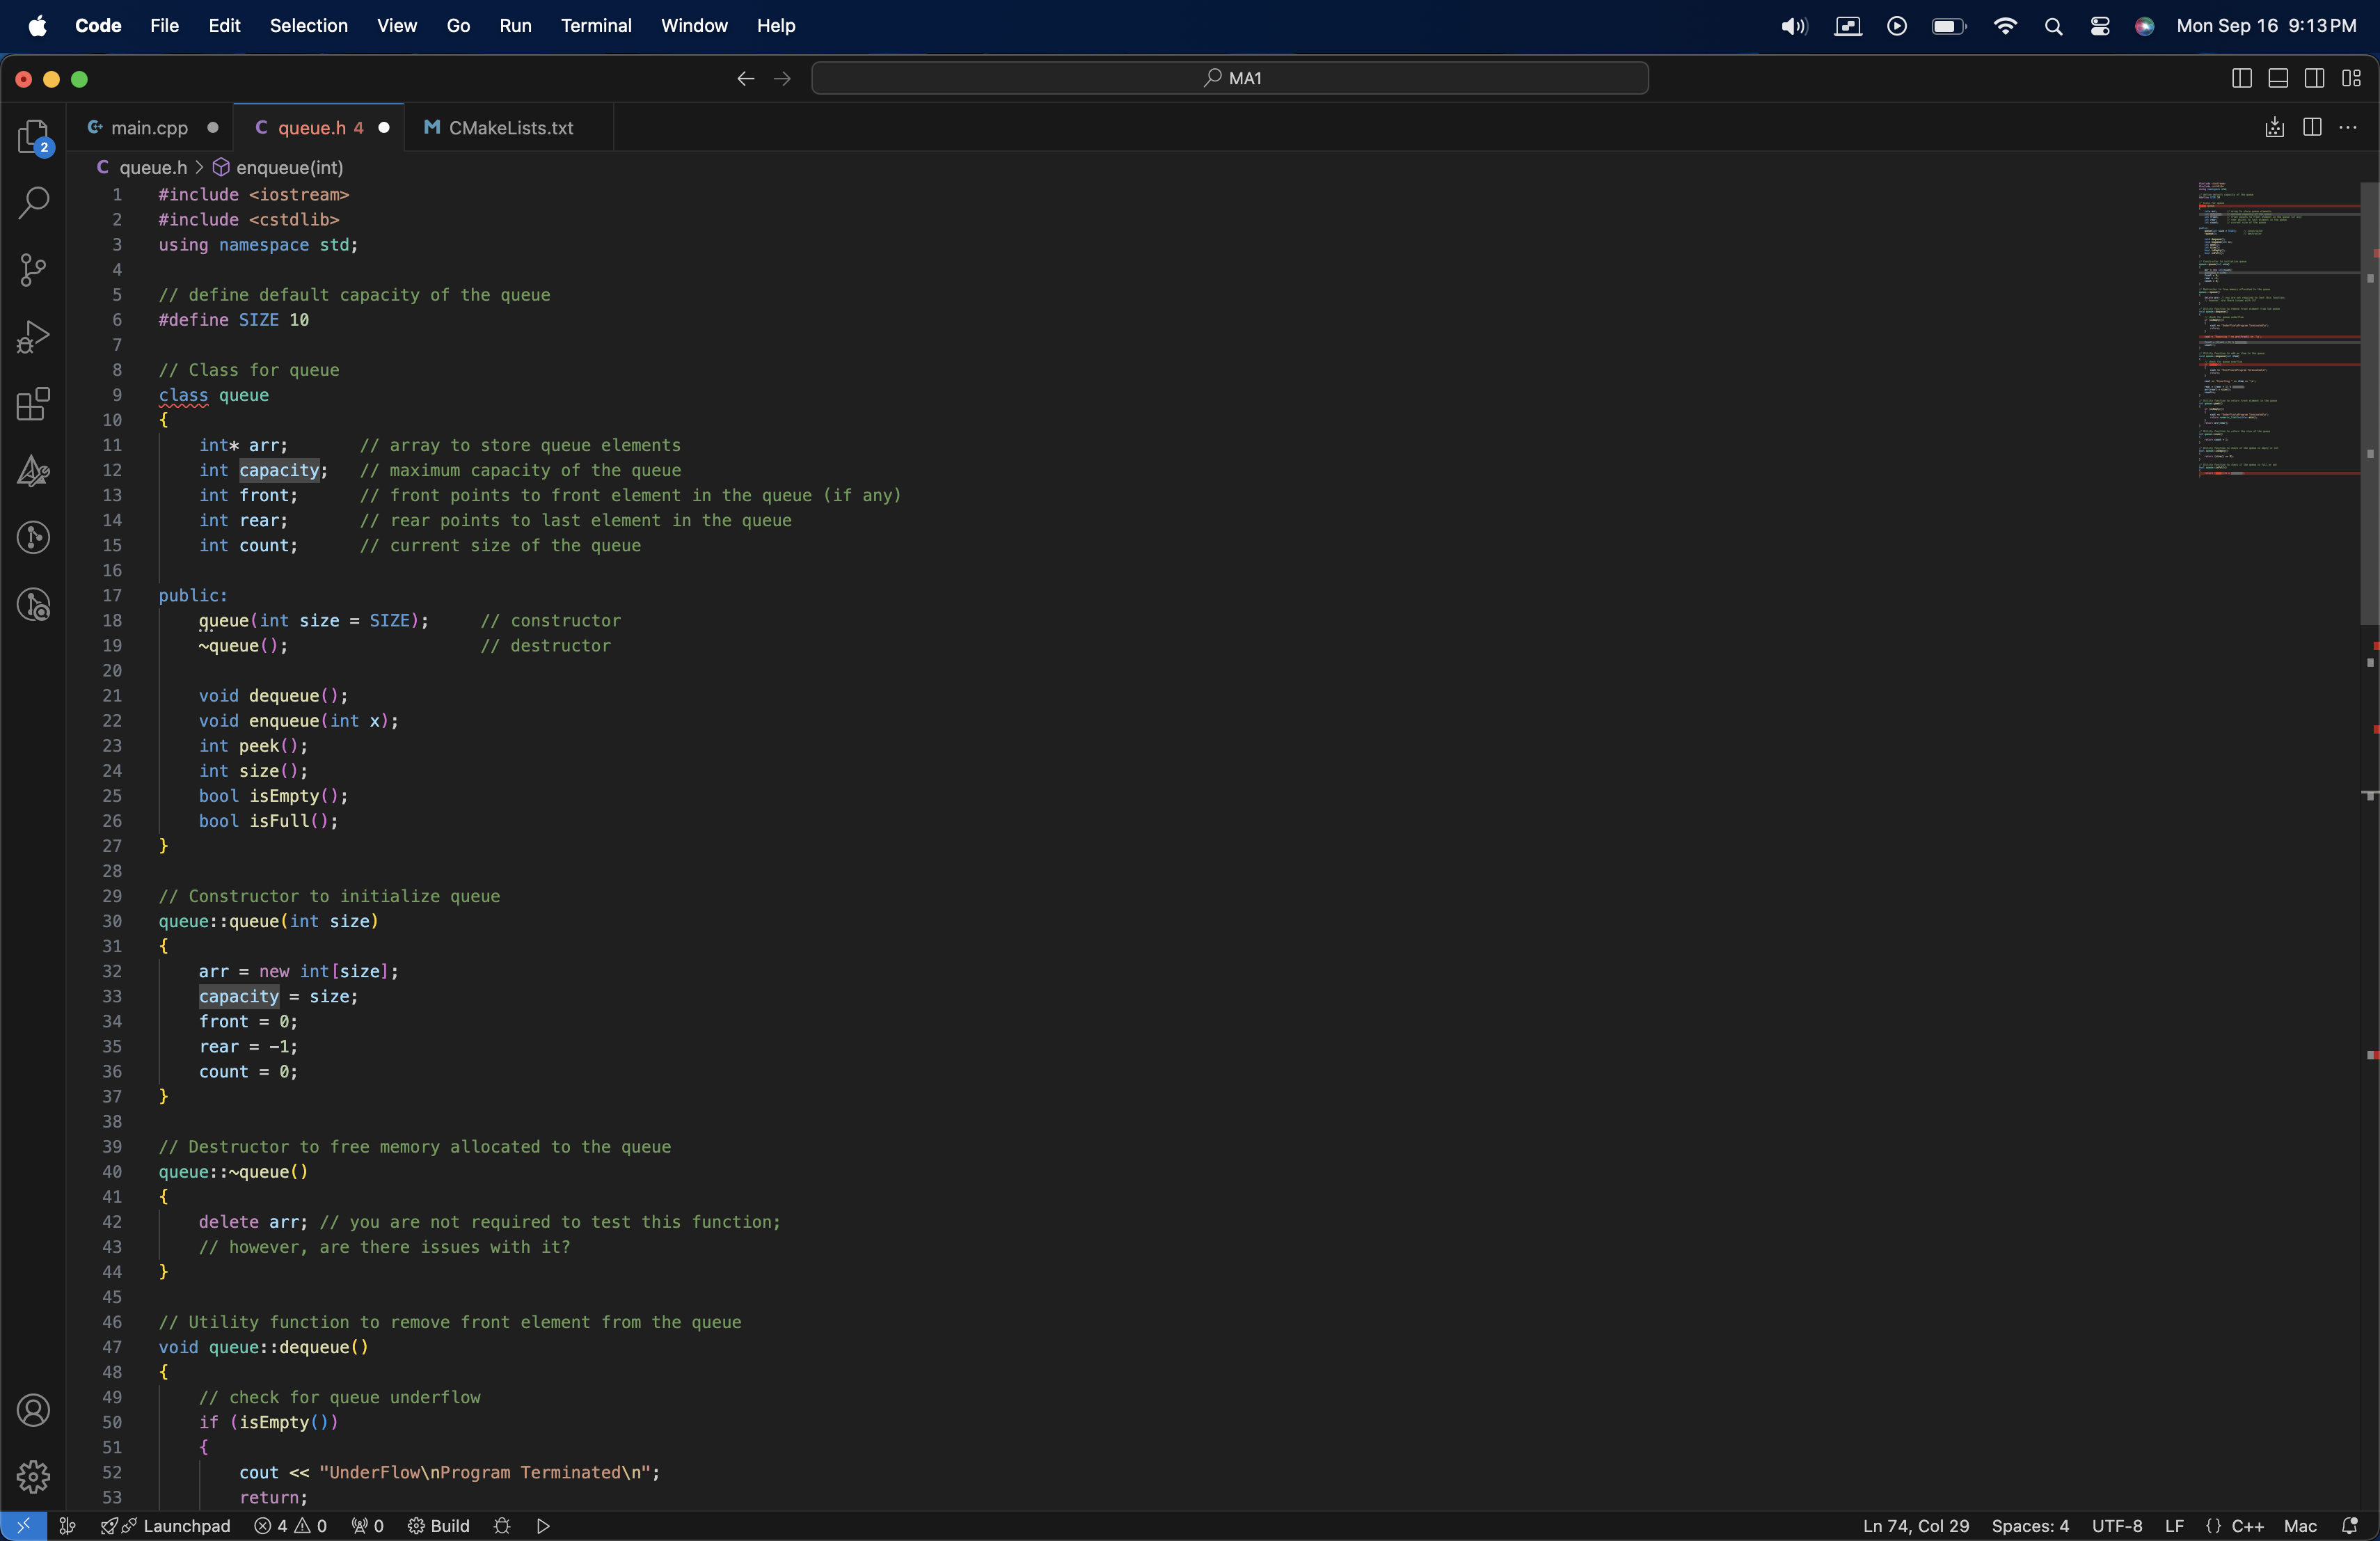 Code File Edit Selection View Go Run Terminal Window Help Mon Sep 16 9:13 PM
MA1
main.cpp queue.h 4 CMakeLists.txt
2
queue.h > enqueue(int)
1 #include <iostream>
2 #include <cstdlib>
3 using namespace std;
4
5 // define default capacity of the queue
6 #define SIZE 10
7
8 // Class for queue
9 class queue
10 {
11 int* arr; // array to store queue elements
12 int capacity; // maximum capacity of the queue
13 int front; // front points to front element in the queue (if any)
14 int rear; // rear points to last element in the queue
15 int count; // current size of the queue
16
17 public:
18 queue(int size = SIZE); // constructor
19 ~queue(); // destructor
20
21 void dequeue();
22 void enqueue(int x);
23 int peek();
24 int size();
25 bool isEmpty();
26 bool isFull();
27 }
28
29 // Constructor to initialize queue
30 queue::queue(int size)
31 {
32 arr = new int[size];
33 capacity = size;
34 front = 0;
35 rear = -1;
36 count = 0;
37 }
38
39 // Destructor to free memory allocated to the queue
40 queue::~queue()
41 {
42 delete arr; // you are not required to test this function;
43 // however, are there issues with it?
44 }
45
46 // Utility function to remove front element from the queue
47 void queue::dequeue()
48 {
49 // check for queue underflow
50 if (isEmpty())
51 {
52 cout << "UnderFlow\nProgram Terminated\n";
53 return;
Launchpad 4 0 0 Build Ln 74, Col 29 Spaces: 4 UTF-8 LF {} C++ Mac